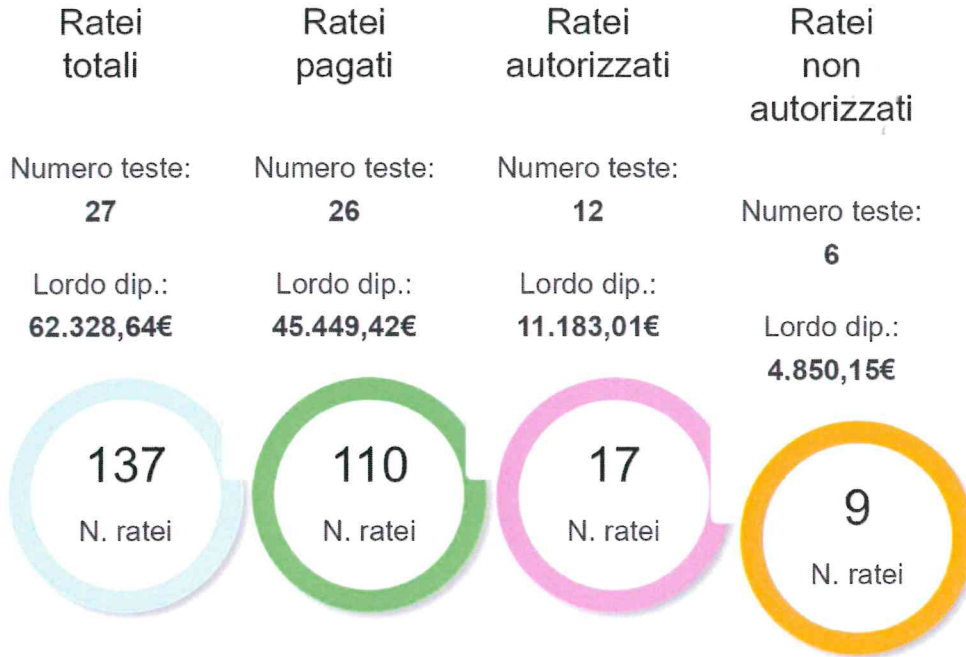 Ratei
totali
Numero teste:
27
Lordo dip.:
62.328,64€
137
N. ratei
Ratei
pagati
Numero teste:
26
Lordo dip.:
45.449,42€
110
N. ratei
Ratei
autorizzati
Numero teste:
12
Lordo dip.:
11.183,01€
17
N. ratei
Ratei
non
autorizzati
Numero teste:
6
Lordo dip.:
4.850,15€
9
N. ratei